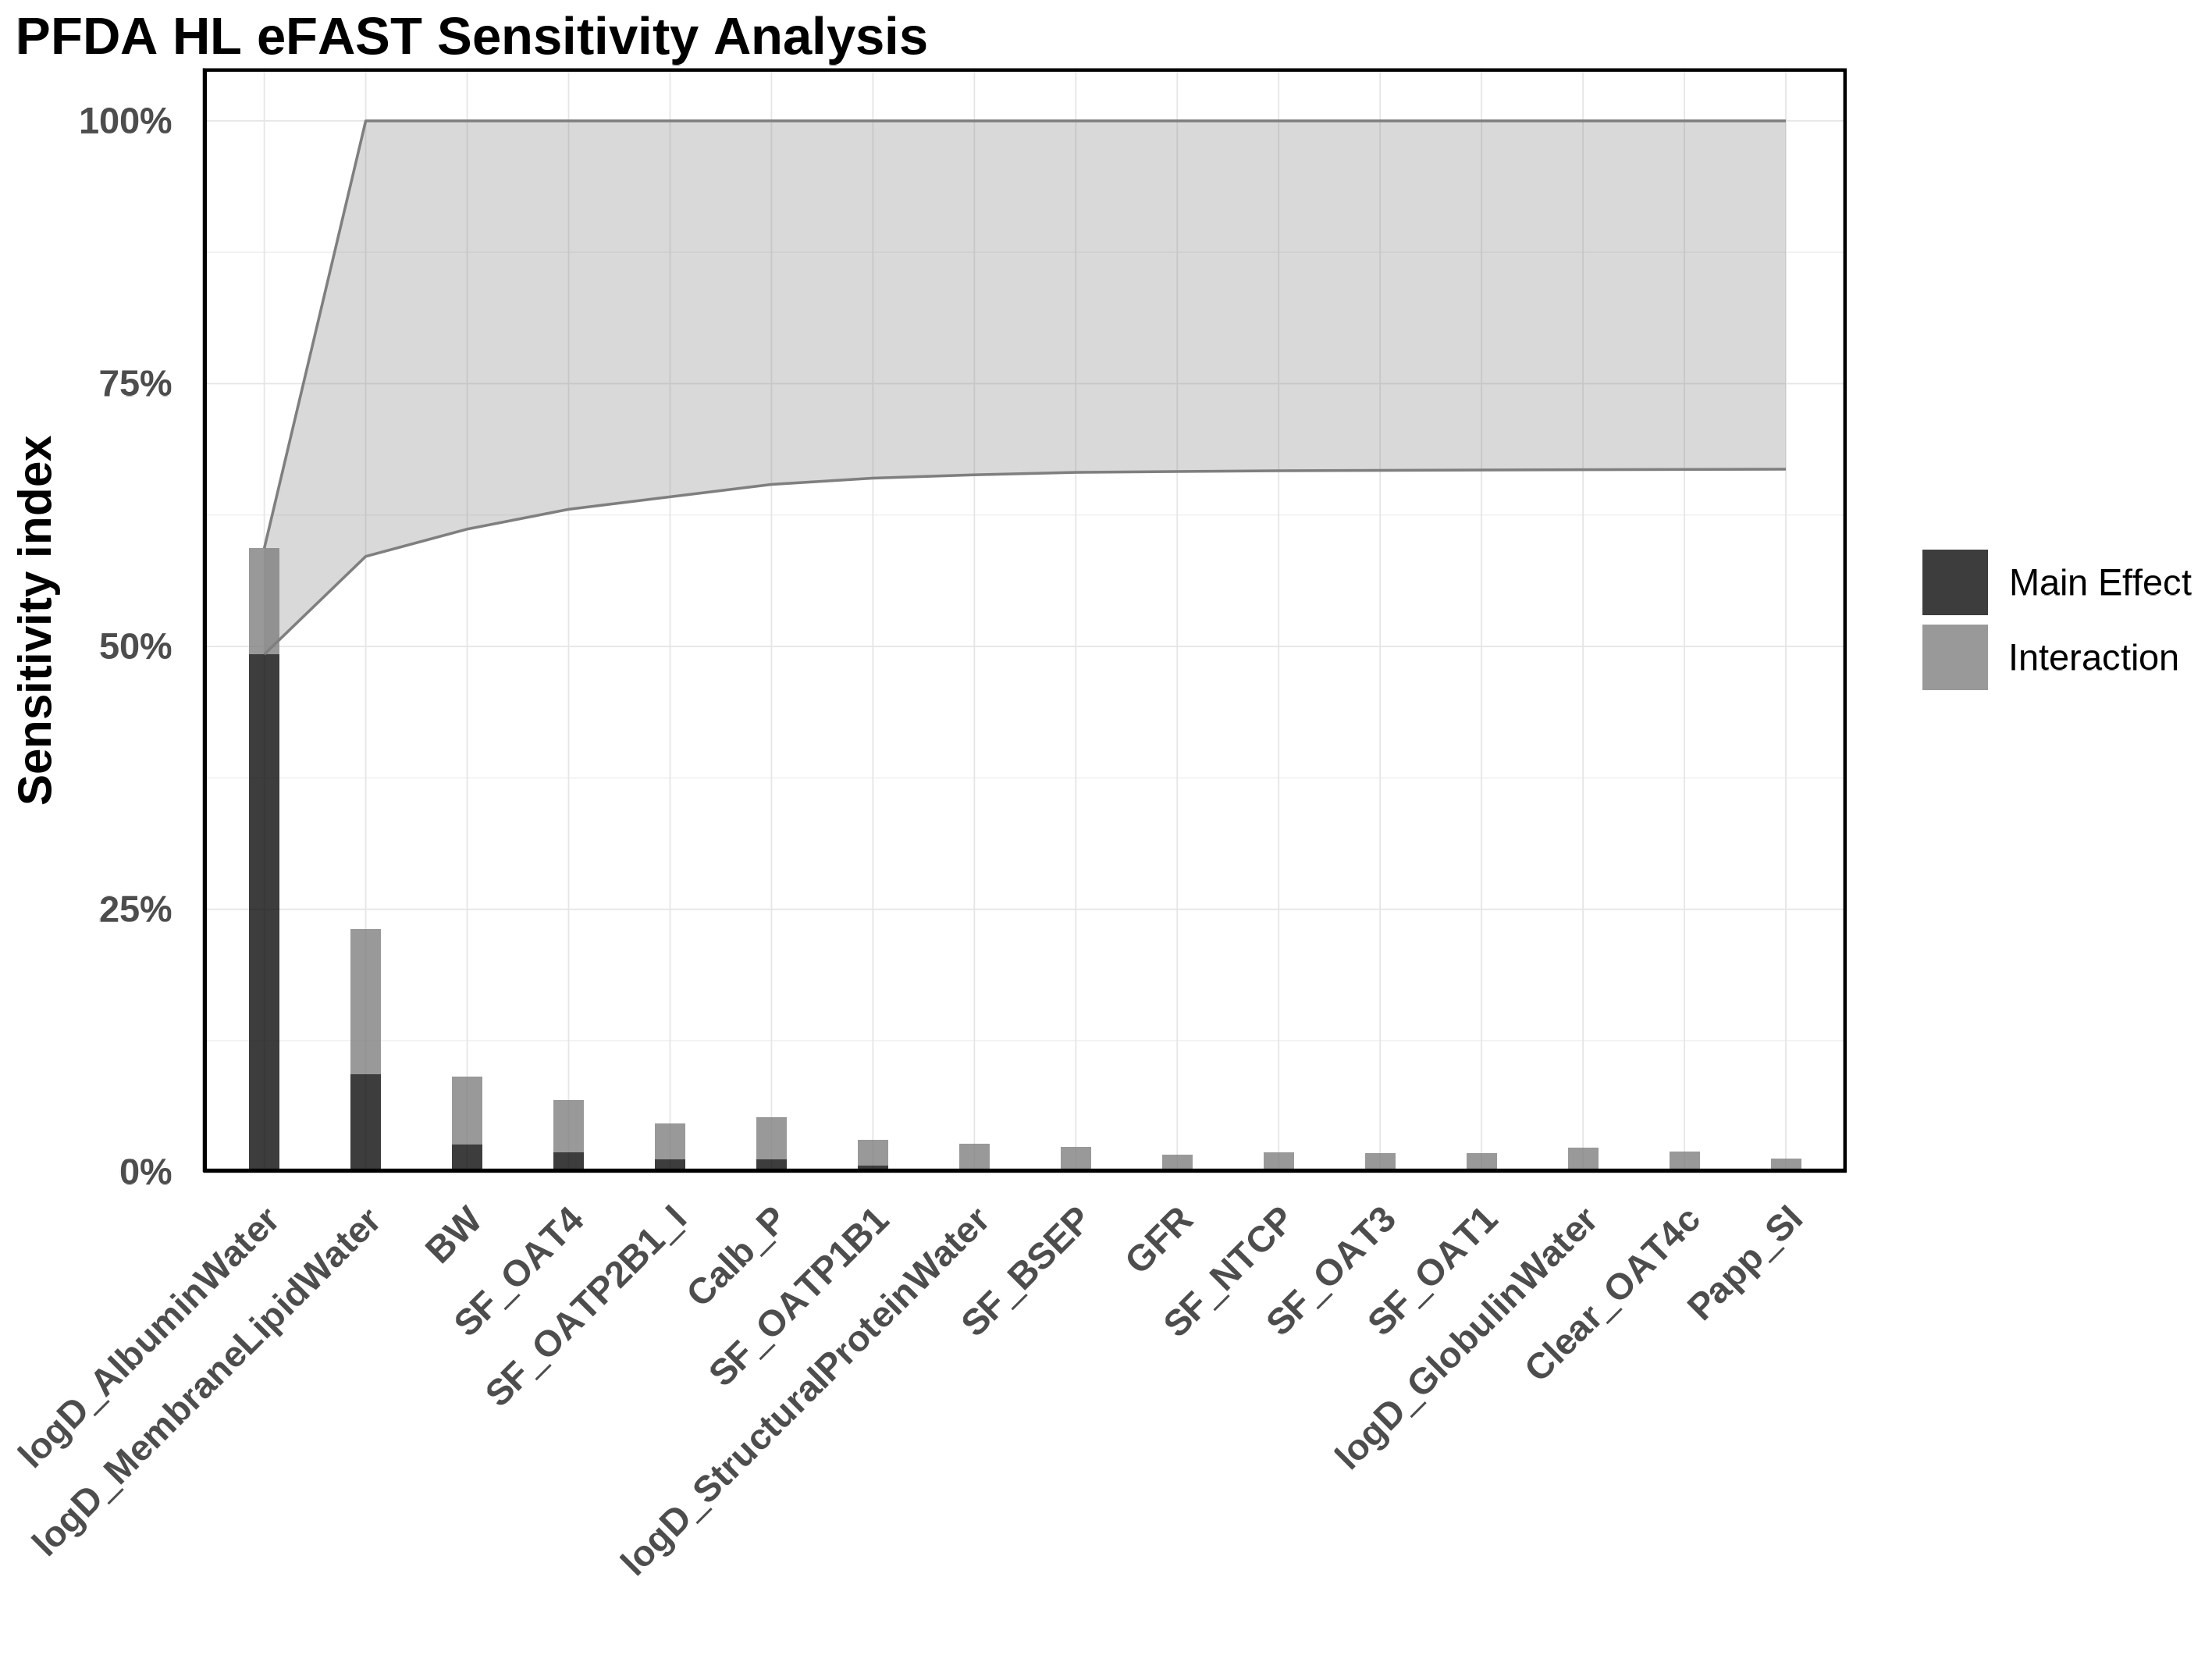 PFDA HL eFAST Sensitivity Analysis
Sensitivity index
100%
75%
50%
25%
0%
logD_AlbuminWater
logD_MembraneLipidWater
BW
SF_OAT4
SF_OATP2B1_I
Calb_P
SF_OATP1B1
logD_StructuralProteinWater
SF_BSEP
GFR
SF_NTCP
SF_OAT3
SF_OAT1
logD_GlobulinWater
Clear_OAT4c
Papp_SI
Main Effect
Interaction